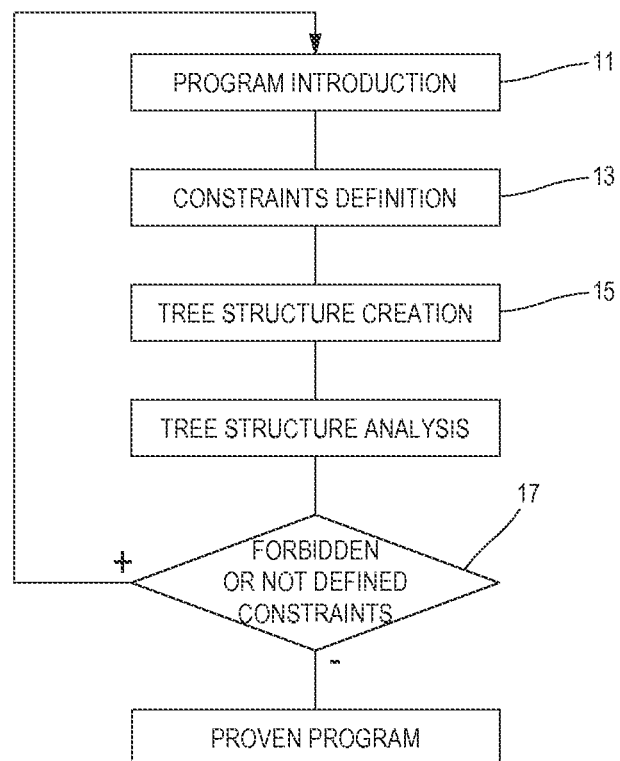 PROGRAM INTRODUCTION
11
CONSTRAINTS DEFINITION
13
TREE STRUCTURE CREATION
15
TREE STRUCTURE ANALYSIS
17
FORBIDDEN
OR NOT DEFINED
CONSTRAINTS
+
-
PROVEN PROGRAM